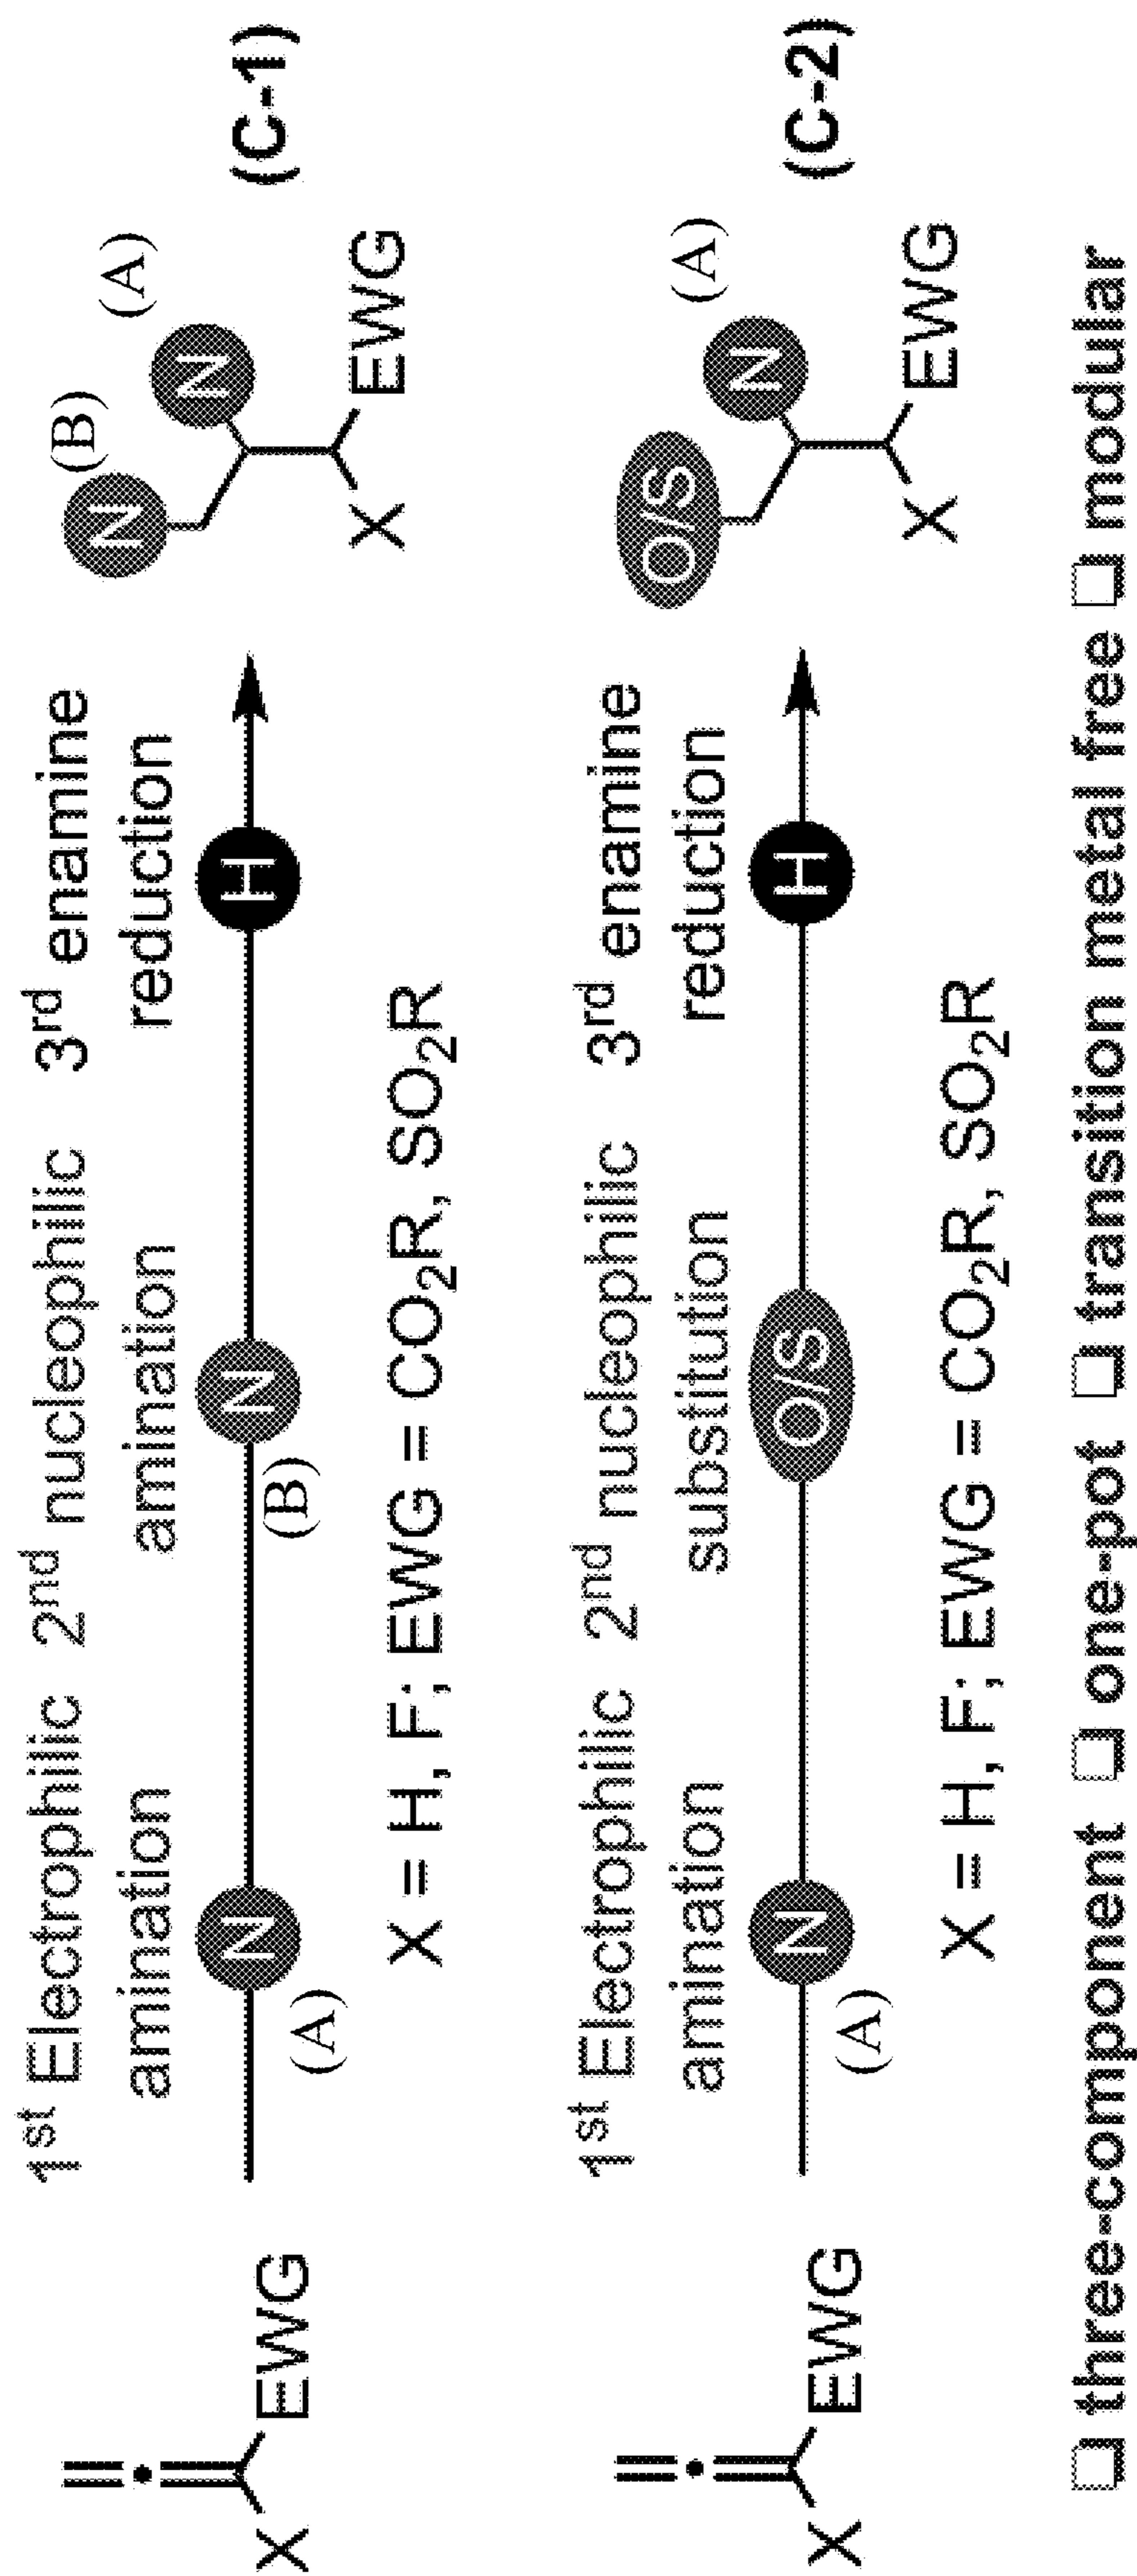 1st Electrophilic 2nd nucleophilic 3rd enamine
amination amination reduction
(B)
N
N
(A)
N
(A)
N
(B)
H
(C-1)
X EWG
X EWG
X = H, F; EWG = CO2R, SO2R
1st Electrophilic 2nd nucleophilic 3rd enamine
amination substitution reduction
O/S
N
(A)
N
(A)
O/S
H
(C-2)
X EWG
X EWG
X = H, F; EWG = CO2R, SO2R
❑ three-component ❑ one-pot ❑ transition metal free ❑ modular